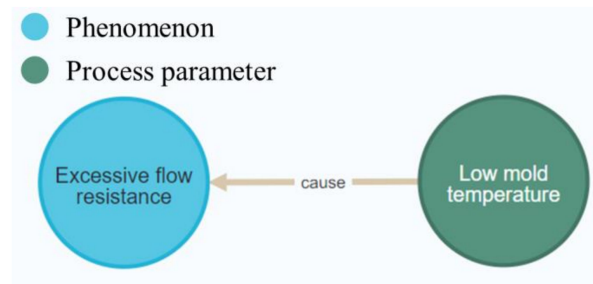 Phenomenon
Process parameter
Excessive flow
resistance
cause
Low mold
temperature